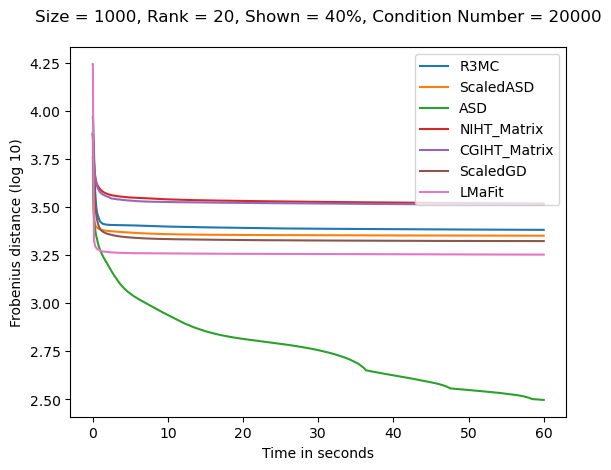 Size = 1000, Rank = 20, Shown = 40%, Condition Number = 20000
4.25
4.00
3.75
3.50
3.25
3.00
2.75
2.50
Frobenius distance (log 10)
R3MC
ScaledASD
ASD
NIHT_Matrix
CGIHT_Matrix
ScaledGD
LMaFit
0 10 20 30 40 50 60
Time in seconds